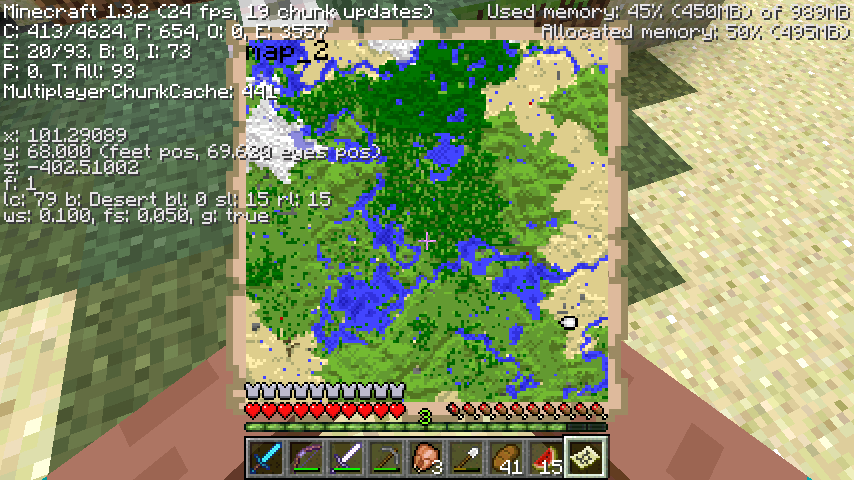 Minecraft 1.3.2 (24 fps, 19 chunk updates)
Used memory: 45% (450MB) of 989MB
C: 413/4624, F: 654, O: 0, E: 3557
Allocated memory: 50% (495MB)
E: 20/93, B: 0, I: 73
map_2
P: 0, T: All: 93
MultiplayerChunkCache: 441
x: 101.29089
y: 68.000 (feet pos, 69.620 eyes pos)
z: -402.51002
f: 1
lc: 79 b: Desert bl: 0 sl: 15 rl: 15
ws: 0.100, fs: 0.050, g: true
8
3
41
15